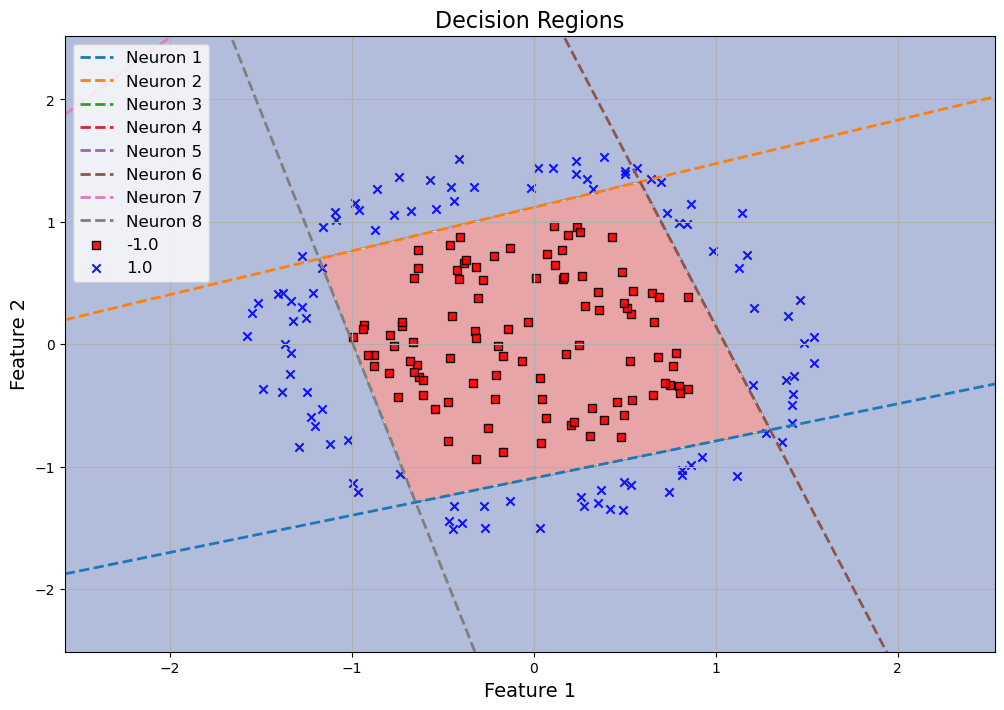 Decision Regions
Neuron 1
Neuron 2
Neuron 3
Neuron 4
Neuron 5
Neuron 6
Neuron 7
Neuron 8
-1.0
1.0
2
1
0
−1
−2
Feature 2
−2
−1
0
1
2
Feature 1